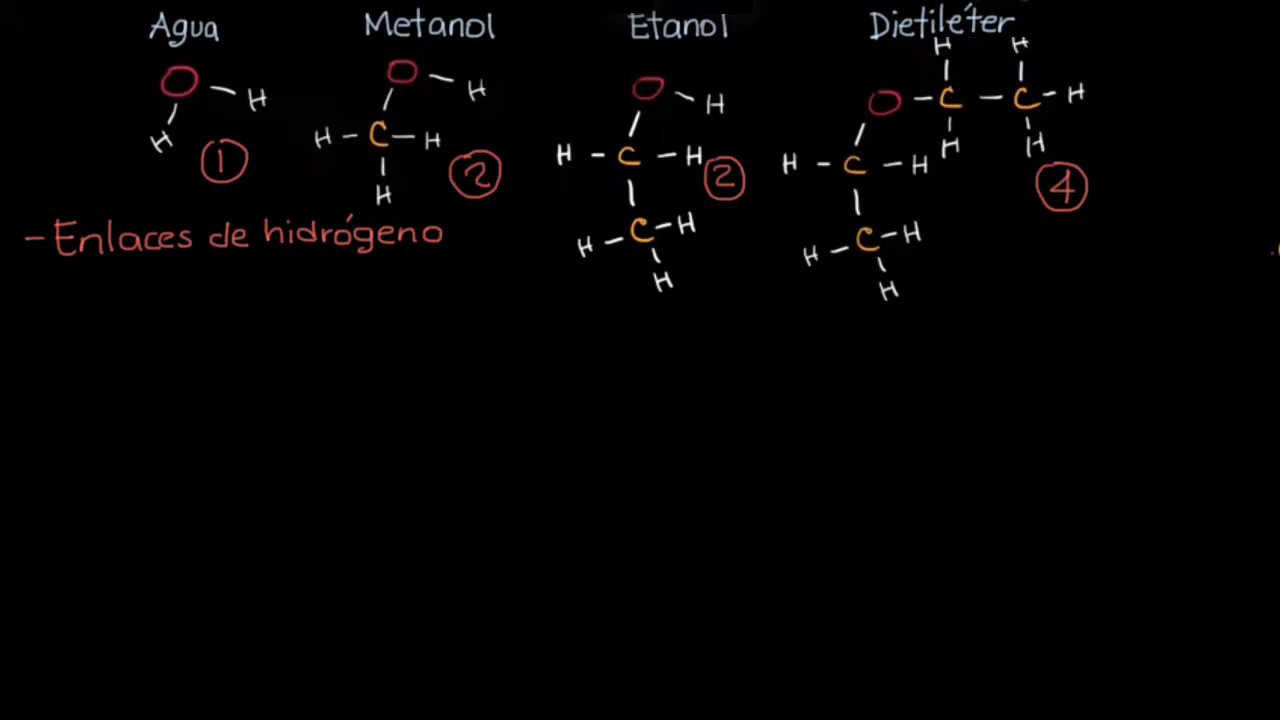 Agua Metanol Etanol Dietiléter
H H
O O O O C C H
H H H H H
H C H H C H H C H
1 2 2 4
H
- Enlaces de hidrógeno
C H C H
H H
H H